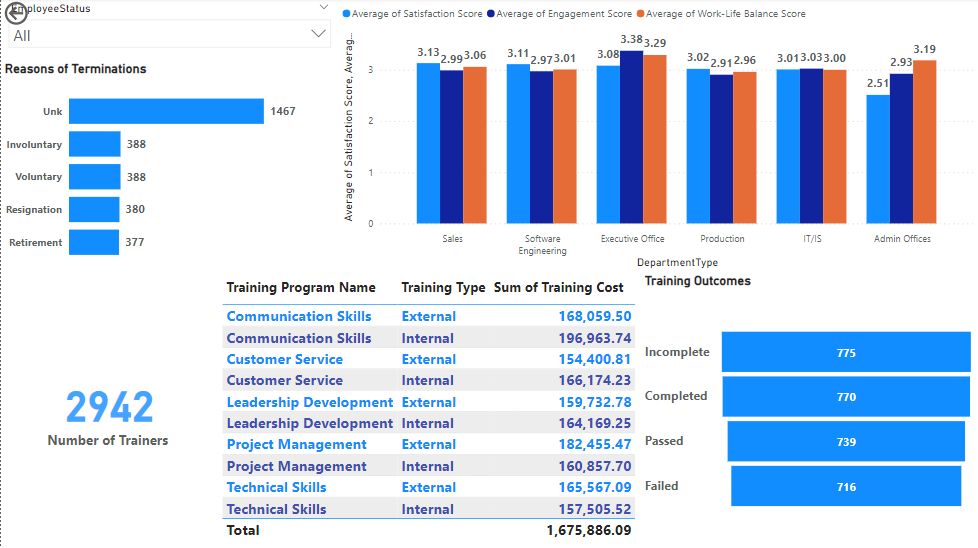 EmployeeStatus
All
Reasons of Terminations
Unk 1467
Involuntary 388
Voluntary 388
Resignation 380
Retirement 377
Average of Satisfaction Score Average of Engagement Score Average of Work-Life Balance Score
Average of Satisfaction Score, Averag...
3
2
1
0
3.13 2.99 3.06
3.11 2.97 3.01
3.08 3.38 3.29
3.02 2.91 2.96
3.01 3.03 3.00
2.51 2.93 3.19
Sales
Software
Engineering
Executive Office
Production
IT/IS
Admin Offices
DepartmentType
2942
Number of Trainers
Training Program Name Training Type Sum of Training Cost
Communication Skills External 168,059.50
Communication Skills Internal 196,963.74
Customer Service External 154,400.81
Customer Service Internal 166,174.23
Leadership Development External 159,732.78
Leadership Development Internal 164,169.25
Project Management External 182,455.47
Project Management Internal 160,857.70
Technical Skills External 165,567.09
Technical Skills Internal 157,505.52
Total 1,675,886.09
Training Outcomes
Incomplete 775
Completed 770
Passed 739
Failed 716